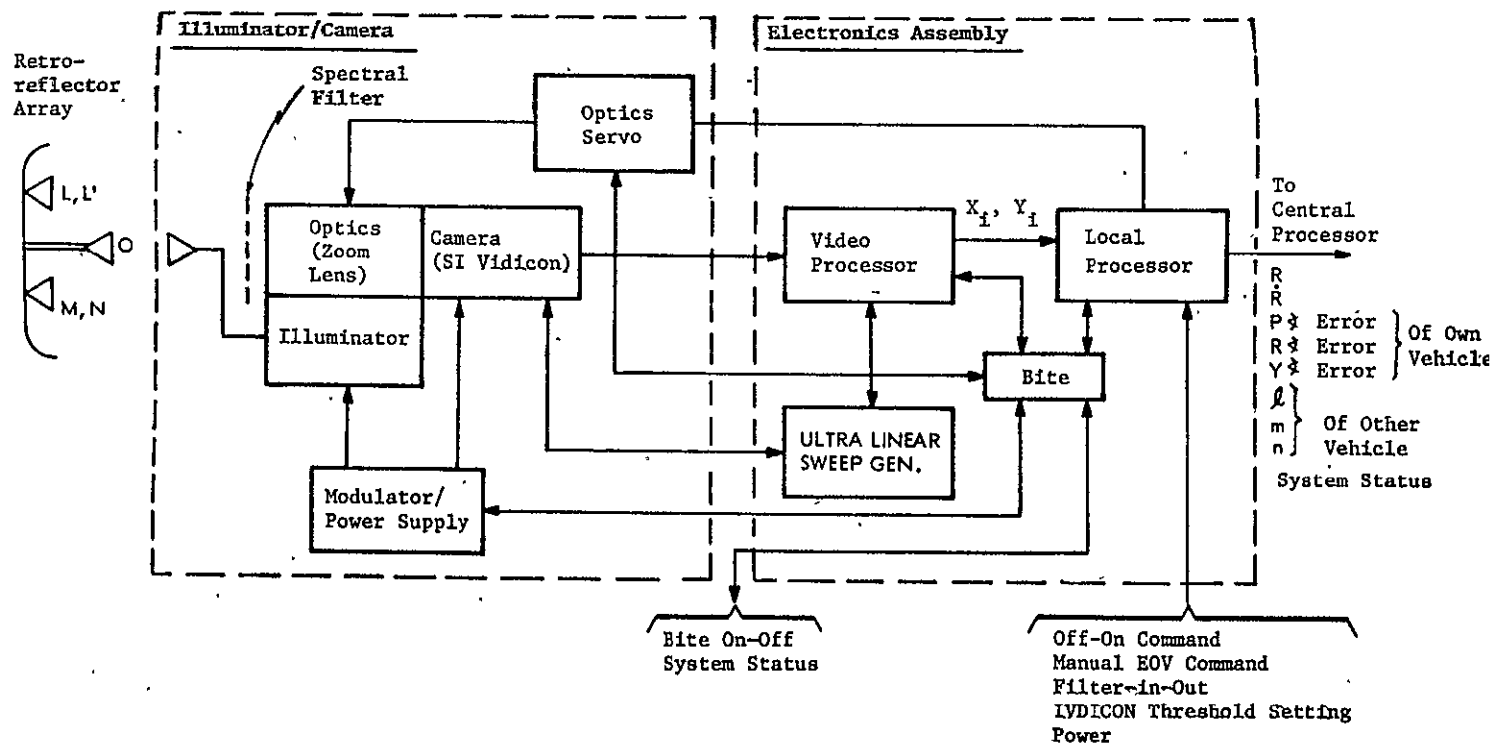 Illuminator/Camera
Electronics Assembly
Retro-
reflector
Array
Spectral
Filter
Optics
Servo
L, L'
O
M, N
Optics
(Zoom
Lens)
Camera
(SI Vidicon)
Illuminator
Video
Processor
X_i, Y_i
Local
Processor
To
Central
Processor
R
Ṙ
P∢ Error
R∢ Error
Y∢ Error
Of Own
Vehicle
ℓ
m
n
Of Other
Vehicle
System Status
Bite
ULTRA LINEAR
SWEEP GEN.
Modulator/
Power Supply
Bite On-Off
System Status
Off-On Command
Manual EOV Command
Filter-in-Out
IVDICON Threshold Setting
Power